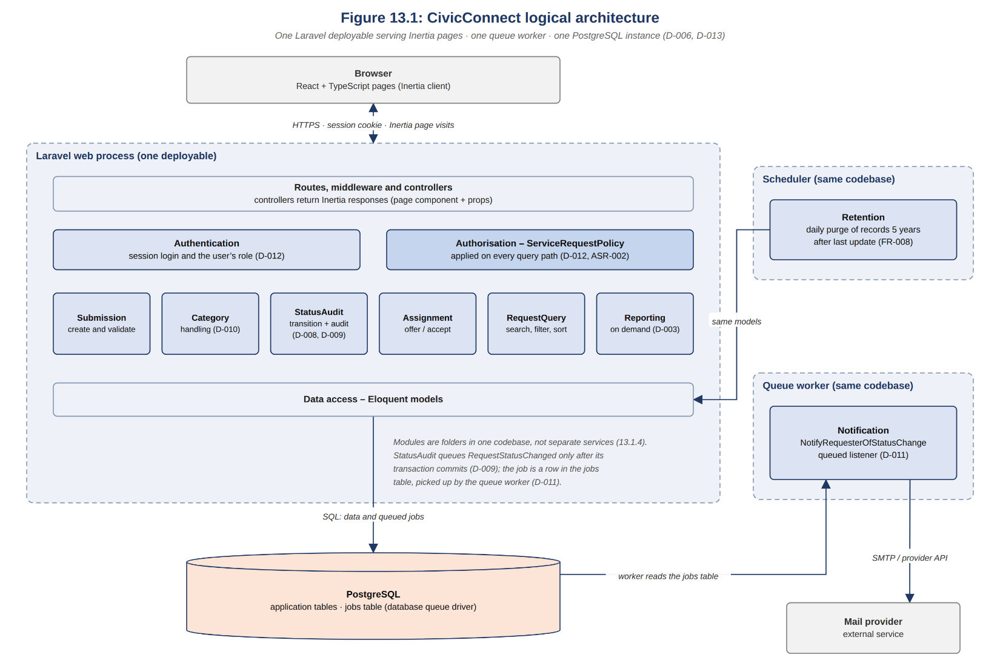 Figure 13.1: CivicConnect logical architecture
One Laravel deployable serving Inertia pages · one queue worker · one PostgreSQL instance (D-006, D-013)
Browser
React + TypeScript pages (Inertia client)
HTTPS · session cookie · Inertia page visits
Laravel web process (one deployable)
Routes, middleware and controllers
controllers return Inertia responses (page component + props)
Authentication
session login and the user’s role (D-012)
Authorisation – ServiceRequestPolicy
applied on every query path (D-012, ASR-002)
Submission
create and validate
Category
handling (D-010)
StatusAudit
transition + audit
(D-008, D-009)
Assignment
offer / accept
RequestQuery
search, filter, sort
Reporting
on demand (D-003)
Data access – Eloquent models
Modules are folders in one codebase, not separate services (13.1.4).
StatusAudit queues RequestStatusChanged only after its
transaction commits (D-009); the job is a row in the jobs
table, picked up by the queue worker (D-011).
Scheduler (same codebase)
Retention
daily purge of records 5 years
after last update (FR-008)
same models
Queue worker (same codebase)
Notification
NotifyRequesterOfStatusChange
queued listener (D-011)
SQL: data and queued jobs
PostgreSQL
application tables · jobs table (database queue driver)
worker reads the jobs table
SMTP / provider API
Mail provider
external service